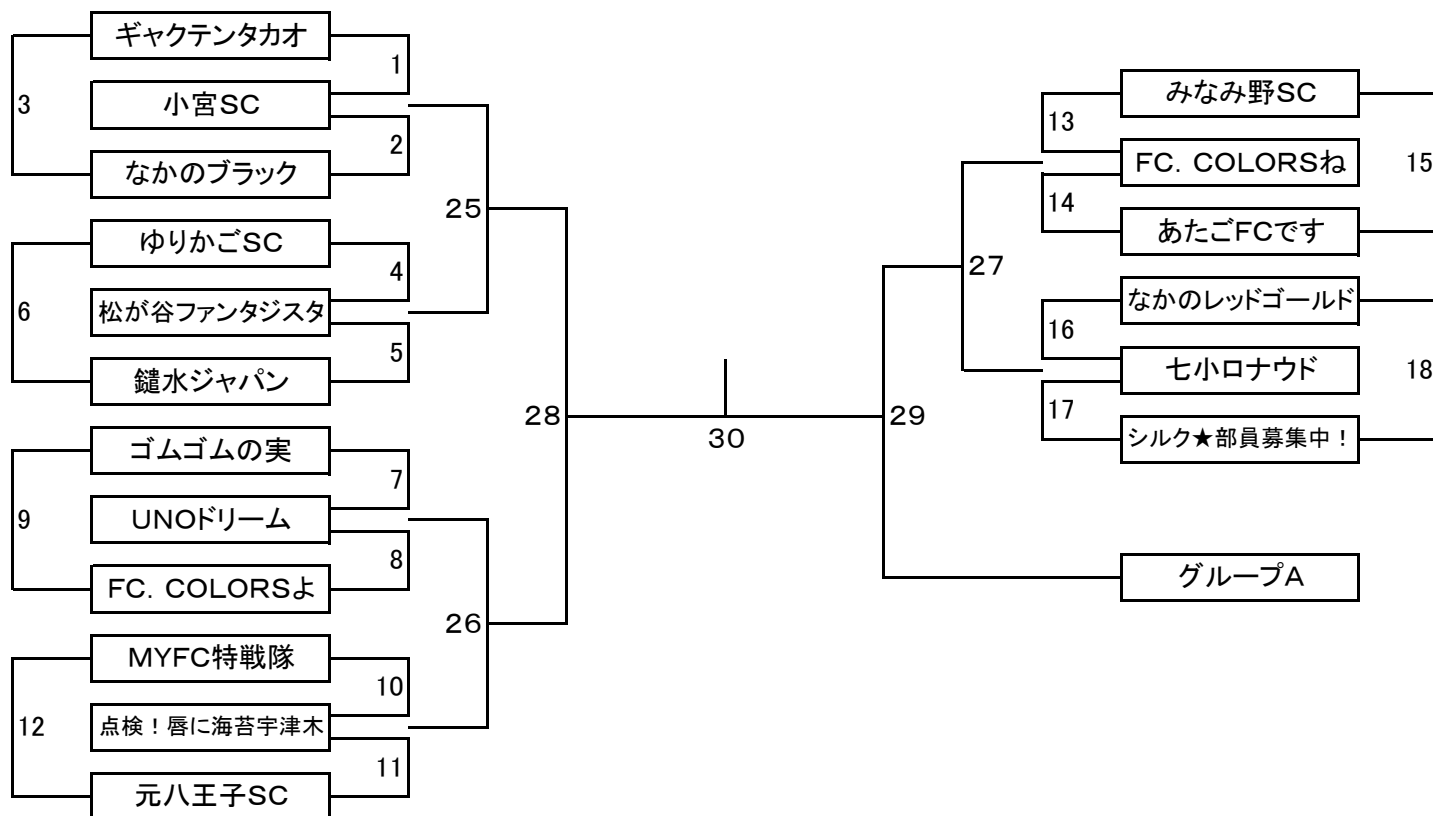 ギャクテンタカオ
1
3
小宮SC
2
なかのブラック
25
ゆりかごSC
4
6
松が谷ファンタジスタ
5
鑓水ジャパン
28
ゴムゴムの実
7
9
UNOドリーム
8
FC. COLORSよ
26
MYFC特戦隊
10
12
点検！唇に海苔宇津木
11
元八王子SC
30
みなみ野SC
13
FC. COLORSね
15
14
あたごFCです
27
なかのレッドゴールド
16
七小ロナウド
18
17
シルク★部員募集中！
29
グループA